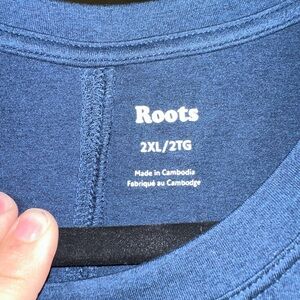 Roots
2XL/2TG
Made in Cambodia
Fabriqué au Cambodge